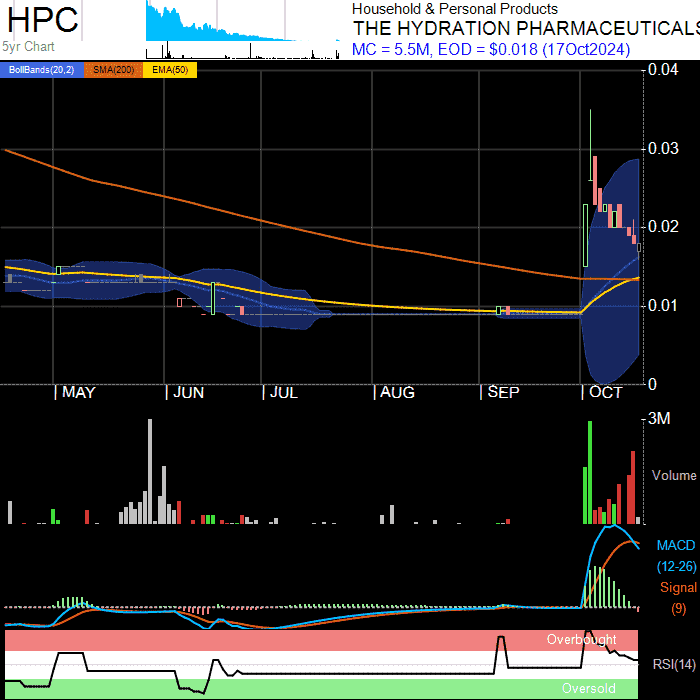 HPC
5yr Chart
Household & Personal Products
THE HYDRATION PHARMACEUTICALS
MC = 5.5M, EOD = $0.018 (17Oct2024)
BollBands(20,2) SMA(200) EMA(50)
0.04
0.03
0.02
0.01
0
| MAY | JUN | JUL | AUG | SEP | OCT
3M
Volume
MACD
(12-26)
Signal
(9)
Overbought
RSI(14)
Oversold